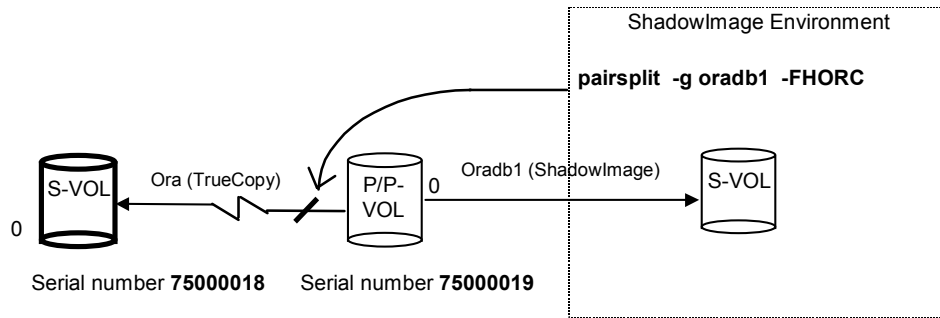 ShadowImage Environment
pairsplit -g oradb1 -FHORC
S-VOL
0
Ora (TrueCopy)
P/P-
VOL
0
Oradb1 (ShadowImage)
S-VOL
Serial number 75000018
Serial number 75000019